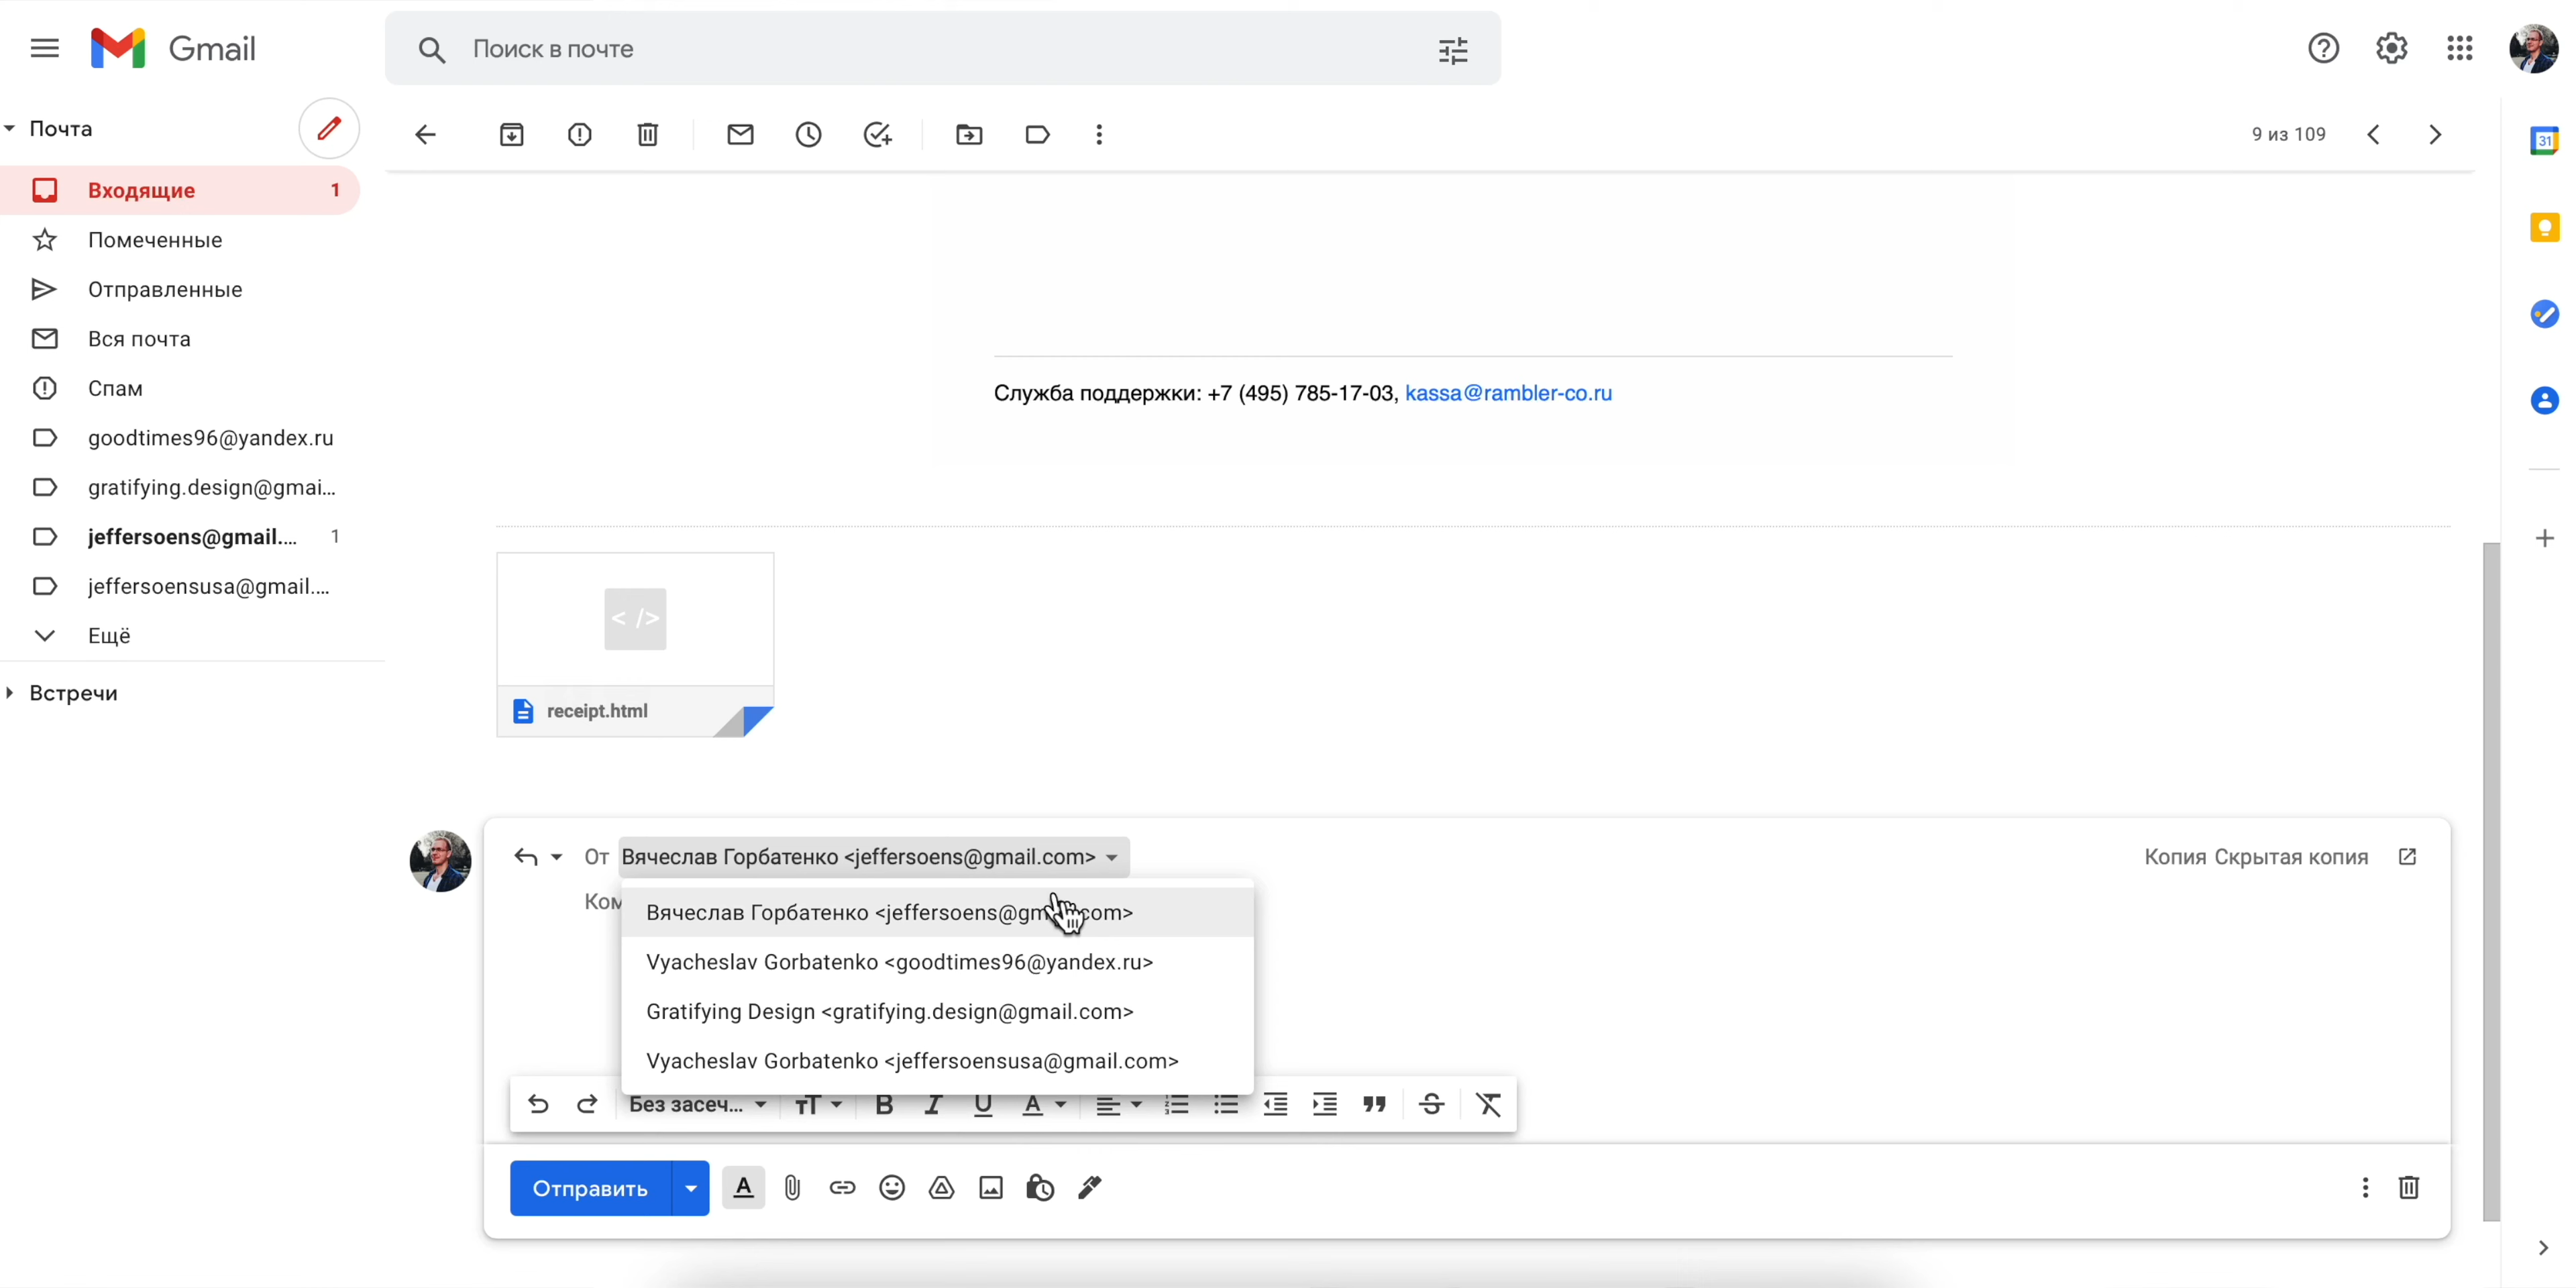 Gmail
Поиск в почте
Почта
9 из 109
31
Входящие 1
Помеченные
Отправленные
Вся почта
Спам
goodtimes96@yandex.ru
gratifying.design@gmai...
jeffersoens@gmail.... 1
jeffersoensusa@gmail....
Ещё
Встречи
Служба поддержки: +7 (495) 785-17-03, kassa@rambler-co.ru
< />
receipt.html
От Вячеслав Горбатенко <jeffersoens@gmail.com>
Копия Скрытая копия
Ком
Вячеслав Горбатенко <jeffersoens@gm com>
Vyacheslav Gorbatenko <goodtimes96@yandex.ru>
Gratifying Design <gratifying.design@gmail.com>
Vyacheslav Gorbatenko <jeffersoensusa@gmail.com>
Без засеч...
Отправить